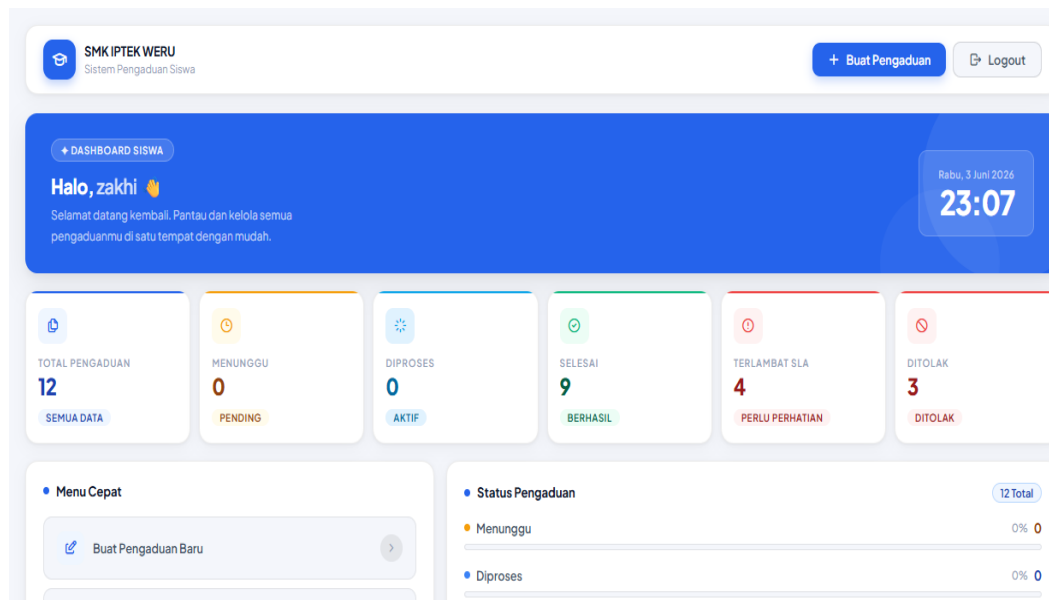 SMK IPTEK WERU
Sistem Pengaduan Siswa
+ Buat Pengaduan
Logout
DASHBOARD SISWA
Halo, zakhi 👋
Selamat datang kembali. Pantau dan kelola semua
pengaduanmu di satu tempat dengan mudah.
Rabu, 3 Juni 2026
23:07
TOTAL PENGADUAN
12
SEMUA DATA
MENUNGGU
0
PENDING
DIPROSES
0
AKTIF
SELESAI
9
BERHASIL
TERLAMBAT SLA
4
PERLU PERHATIAN
DITOLAK
3
DITOLAK
Menu Cepat
Buat Pengaduan Baru
Status Pengaduan
12 Total
Menunggu
0% 0
Diproses
0% 0